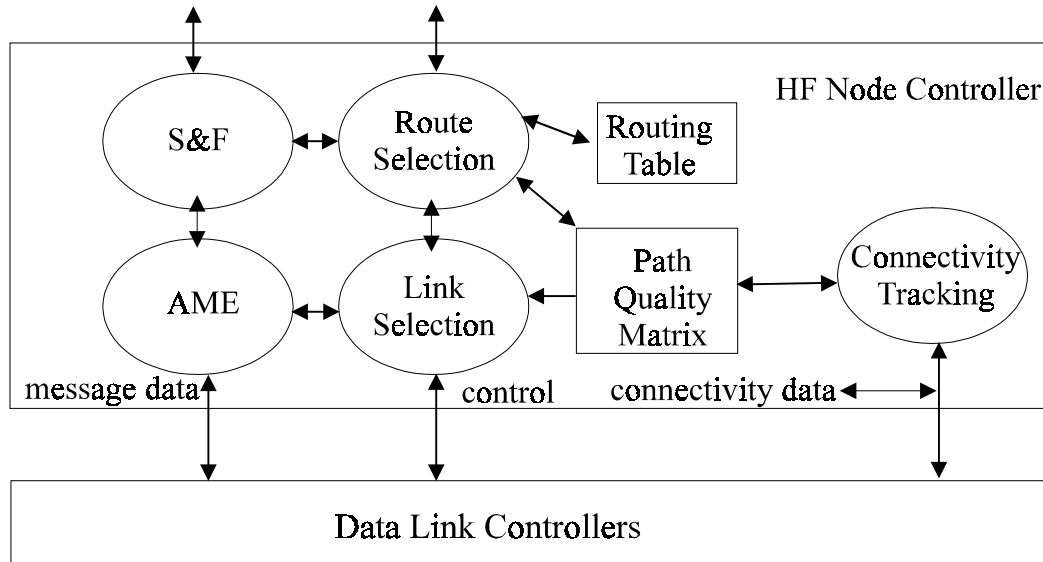 HF Node Controller
S&F
Route
Selection
Routing
Table
AME
Link
Selection
Path
Quality
Matrix
Connectivity
Tracking
message data
control
connectivity data
Data Link Controllers